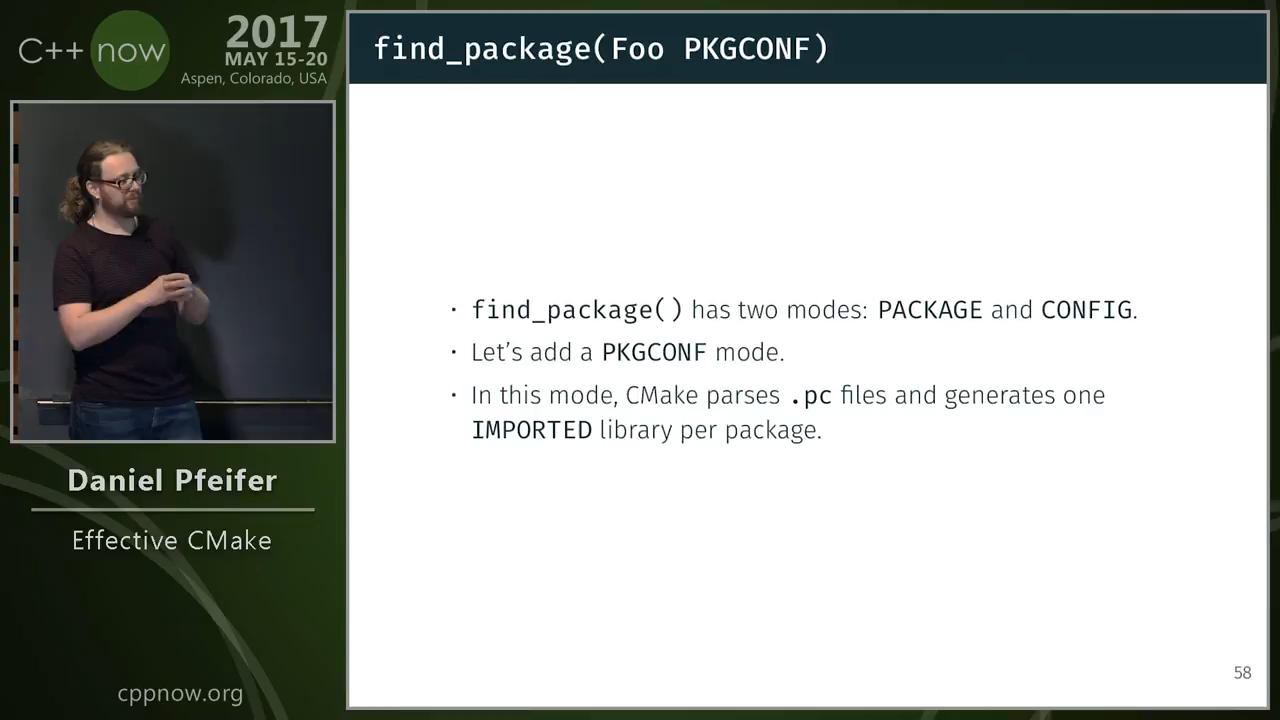 C++ now
2017
MAY 15-20
Aspen, Colorado, USA
find_package(Foo PKGCONF)
· find_package() has two modes: PACKAGE and CONFIG.
· Let’s add a PKGCONF mode.
· In this mode, CMake parses .pc files and generates one
IMPORTED library per package.
58
Daniel Pfeifer
Effective CMake
cppnow.org